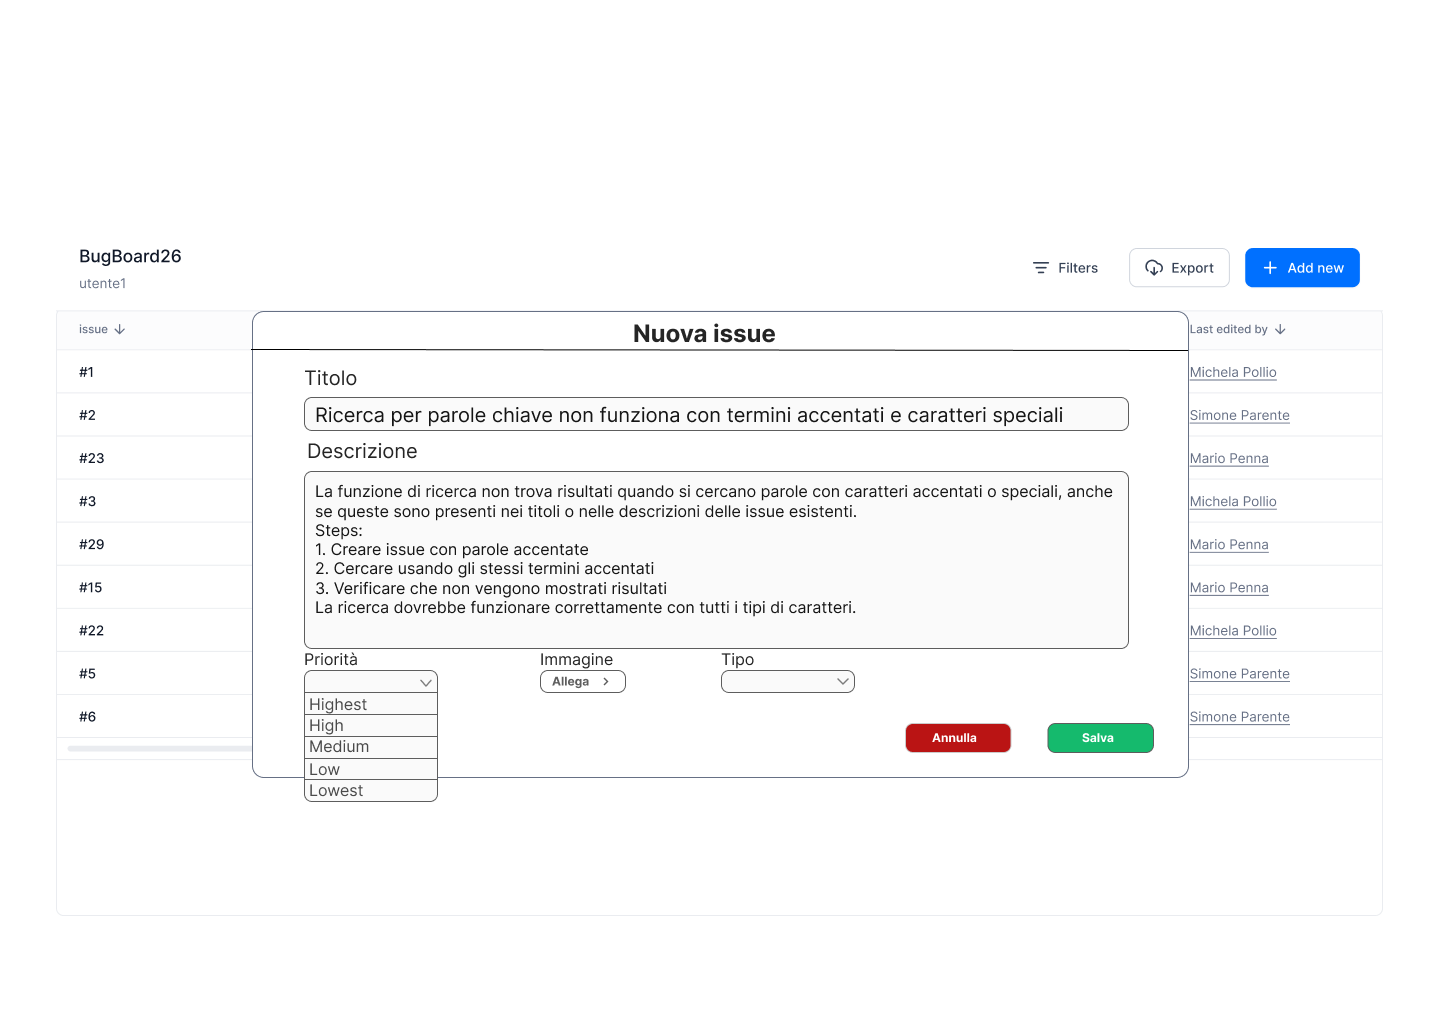 BugBoard26
utente1
Filters
Export
Add new
issue
Last edited by
Nuova issue
#1
Michela Pollio
#2
Simone Parente
#23
Mario Penna
#3
Michela Pollio
#29
Mario Penna
#15
Mario Penna
#22
Michela Pollio
#5
Simone Parente
#6
Simone Parente
Titolo
Ricerca per parole chiave non funziona con termini accentati e caratteri speciali
Descrizione
La funzione di ricerca non trova risultati quando si cercano parole con caratteri accentati o speciali, anche
se queste sono presenti nei titoli o nelle descrizioni delle issue esistenti.
Steps:
1. Creare issue con parole accentate
2. Cercare usando gli stessi termini accentati
3. Verificare che non vengono mostrati risultati
La ricerca dovrebbe funzionare correttamente con tutti i tipi di caratteri.
Priorità
Immagine
Tipo
Allega
Highest
High
Medium
Low
Lowest
Annulla
Salva